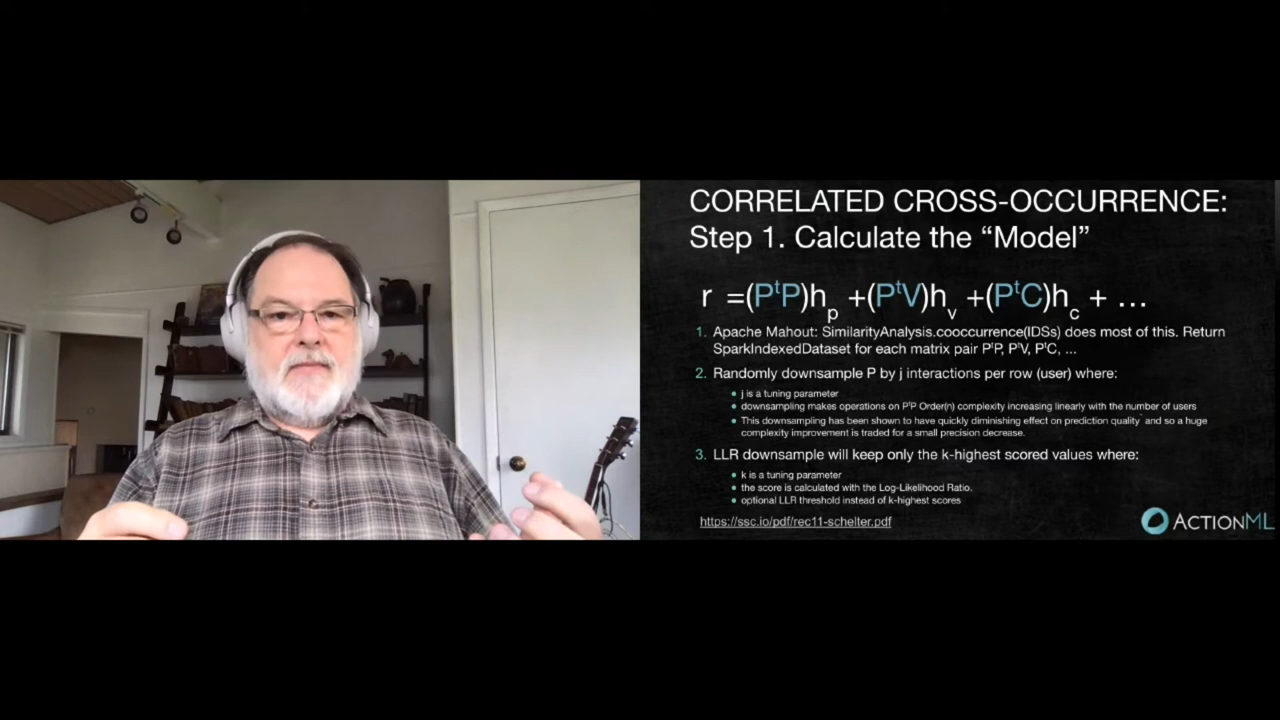 CORRELATED CROSS-OCCURRENCE:
Step 1. Calculate the “Model”
r =(PᵗP)hₚ +(PᵗV)hᵥ +(PᵗC)h꜀ + …
1. Apache Mahout: SimilarityAnalysis.cooccurrence(IDSs) does most of this. Return
SparkIndexedDataset for each matrix pair PᵗP, PᵗV, PᵗC, ...
2. Randomly downsample P by j interactions per row (user) where:
• j is a tuning parameter
• downsampling makes operations on PᵗP Order(n) complexity increasing linearly with the number of users
• This downsampling has been shown to have quickly diminishing effect on prediction quality* and so a huge
complexity improvement is traded for a small precision decrease.
3. LLR downsample will keep only the k-highest scored values where:
• k is a tuning parameter
• the score is calculated with the Log-Likelihood Ratio.
• optional LLR threshold instead of k-highest scores
https://ssc.io/pdf/rec11-schelter.pdf
ACTIONML